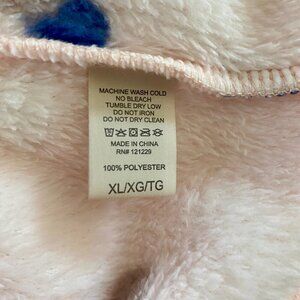 MACHINE WASH COLD
NO BLEACH
TUMBLE DRY LOW
DO NOT IRON
DO NOT DRY CLEAN
MADE IN CHINA
RN# 121229
100% POLYESTER
XL/XG/TG